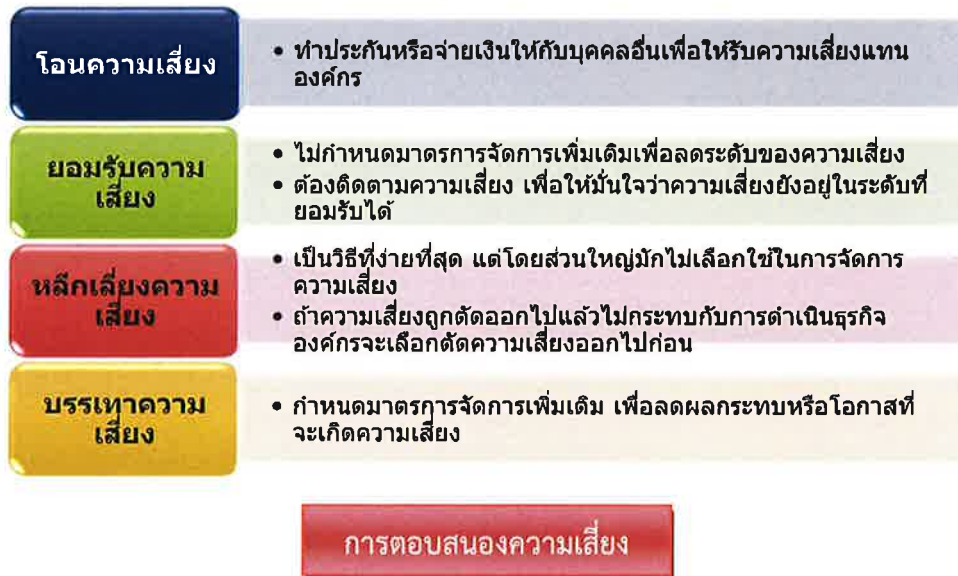 โอนความเสี่ยง
• ทำประกันหรือจ่ายเงินให้กับบุคคลอื่นเพื่อให้รับความเสี่ยงแทน
องค์กร
ยอมรับความ
เสี่ยง
• ไม่กำหนดมาตรการจัดการเพิ่มเติมเพื่อลดระดับของความเสี่ยง
• ต้องติดตามความเสี่ยง เพื่อให้มั่นใจว่าความเสี่ยงยังอยู่ในระดับที่
ยอมรับได้
หลีกเลี่ยงความ
เสี่ยง
• เป็นวิธีที่ง่ายที่สุด แต่โดยส่วนใหญ่มักไม่เลือกใช้ในการจัดการ
ความเสี่ยง
• ถ้าความเสี่ยงถูกตัดออกไปแล้วไม่กระทบกับการดำเนินธุรกิจ
องค์กรจะเลือกตัดความเสี่ยงออกไปก่อน
บรรเทาความ
เสี่ยง
• กำหนดมาตรการจัดการเพิ่มเติม เพื่อลดผลกระทบหรือโอกาสที่
จะเกิดความเสี่ยง
การตอบสนองความเสี่ยง